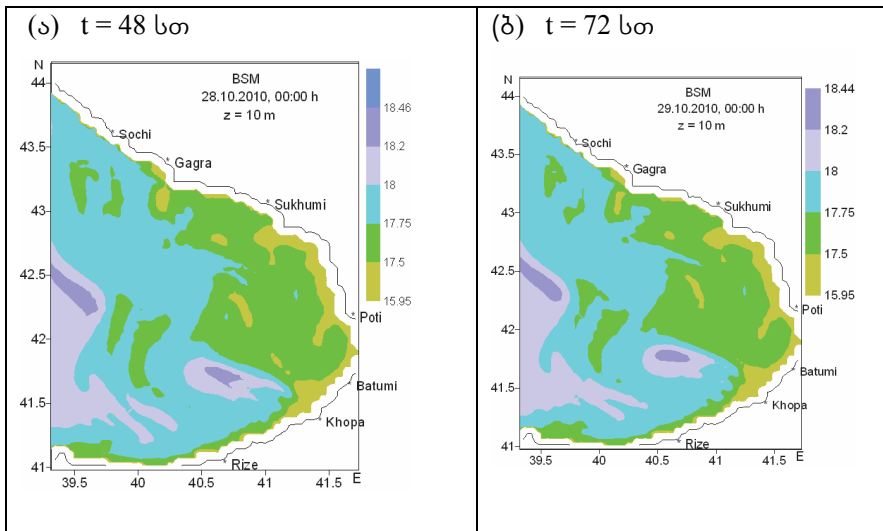 (ა) t = 48 სთ
N
BSM
28.10.2010, 00:00 h
z = 10 m
44
43.5
43
42.5
42
41.5
41
39.5
40
40.5
41
41.5
E
* Sochi
* Gagra
* Sukhumi
* Poti
* Batumi
* Khopa
* Rize
18.46
18.2
18
17.75
17.5
15.95
(ბ) t = 72 სთ
N
BSM
29.10.2010, 00:00 h
z = 10 m
44
43.5
43
42.5
42
41.5
41
39.5
40
40.5
41
41.5
E
* Sochi
* Gagra
* Sukhumi
* Poti
* Batumi
* Khopa
* Rize
18.44
18.2
18
17.75
17.5
15.95